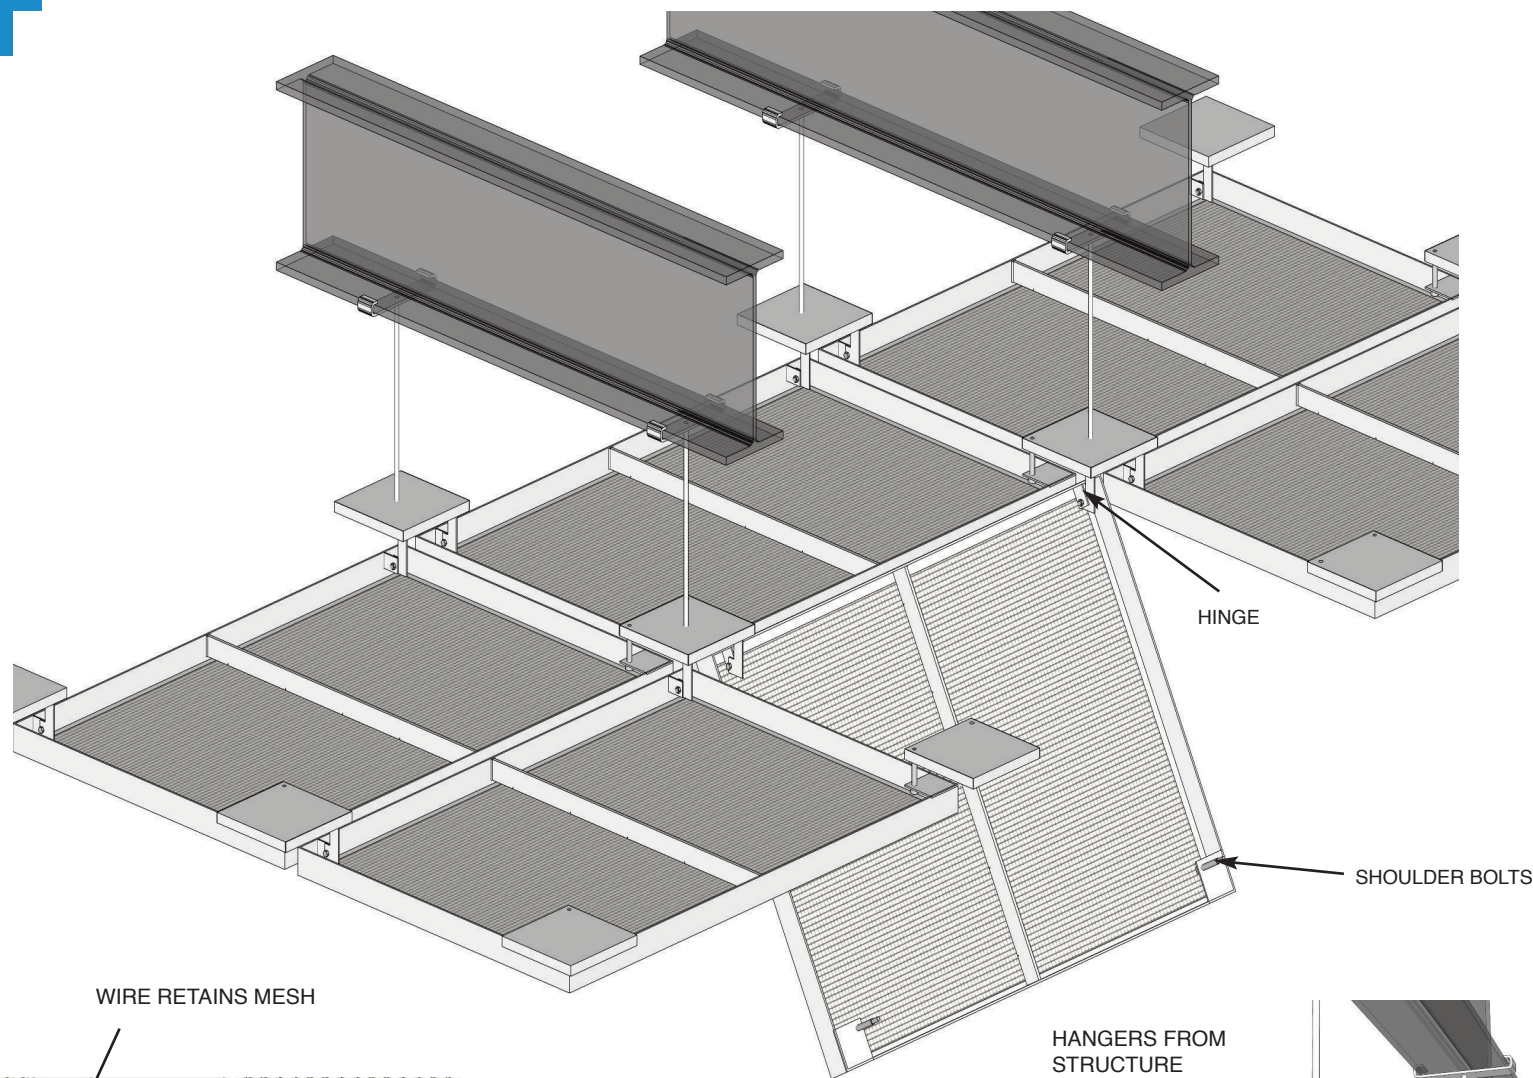 HINGE
SHOULDER BOLTS
WIRE RETAINS MESH
HANGERS FROM
STRUCTURE